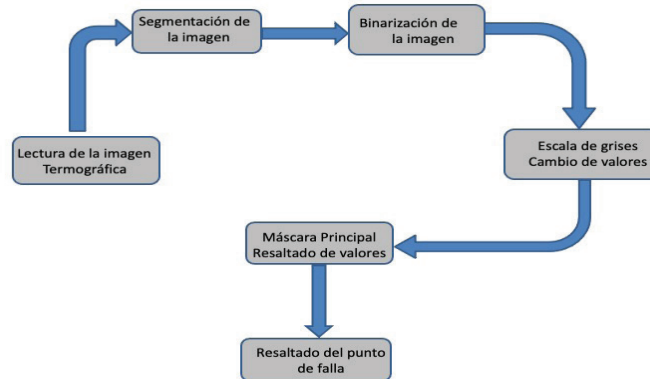 Segmentación de
la imagen
Binarización de
la imagen
Lectura de la imagen
Termográfica
Escala de grises
Cambio de valores
Máscara Principal
Resaltado de valores
Resaltado del punto
de falla